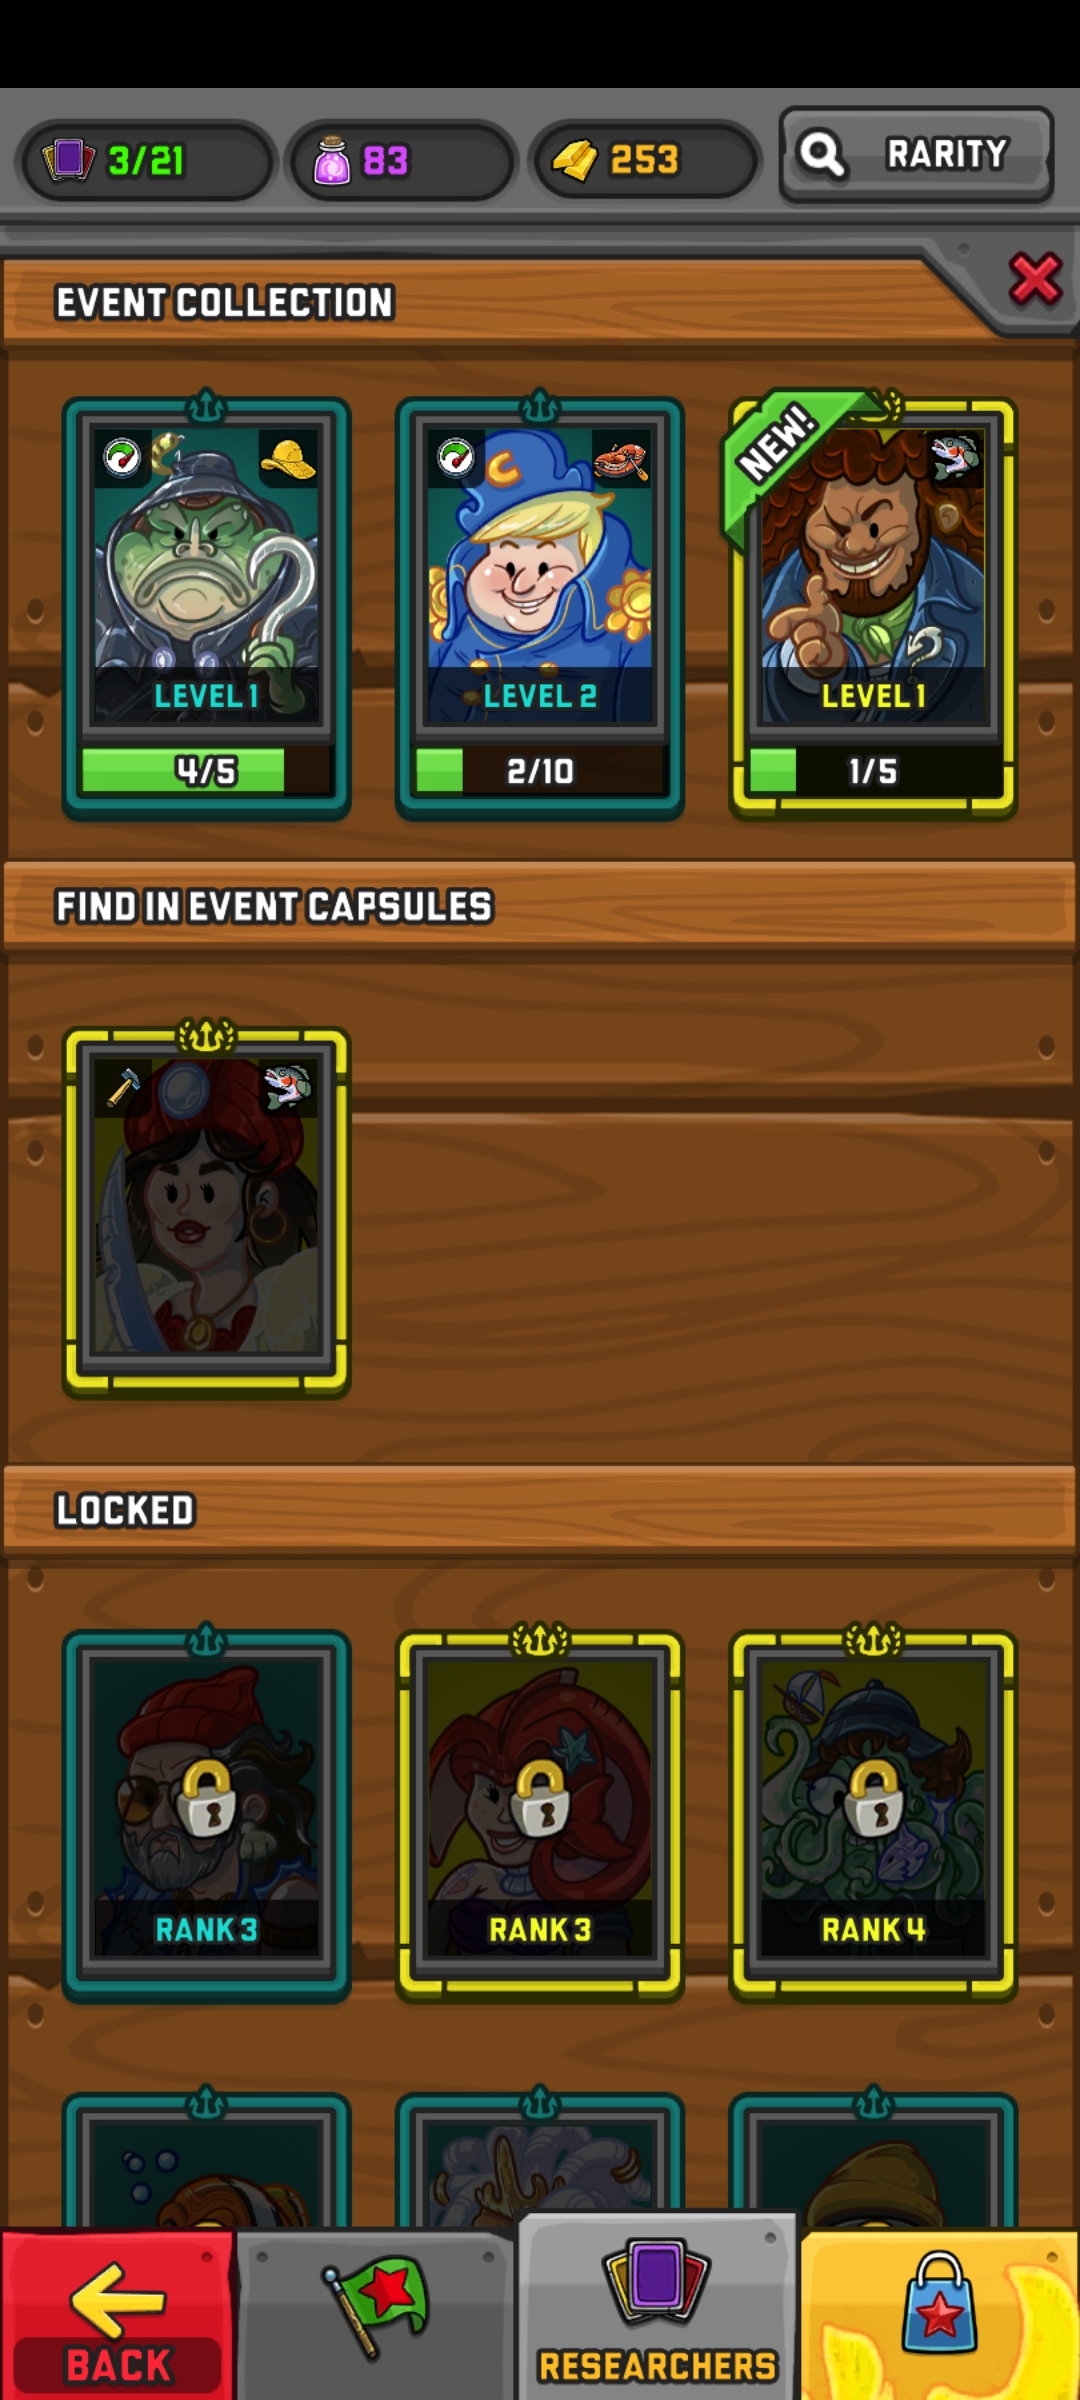 3/21
83
253
RARITY
EVENT COLLECTION
NEW!
LEVEL 1
LEVEL 2
LEVEL 1
4/5
2/10
1/5
FIND IN EVENT CAPSULES
LOCKED
RANK 3
RANK 3
RANK 4
BACK
RESEARCHERS